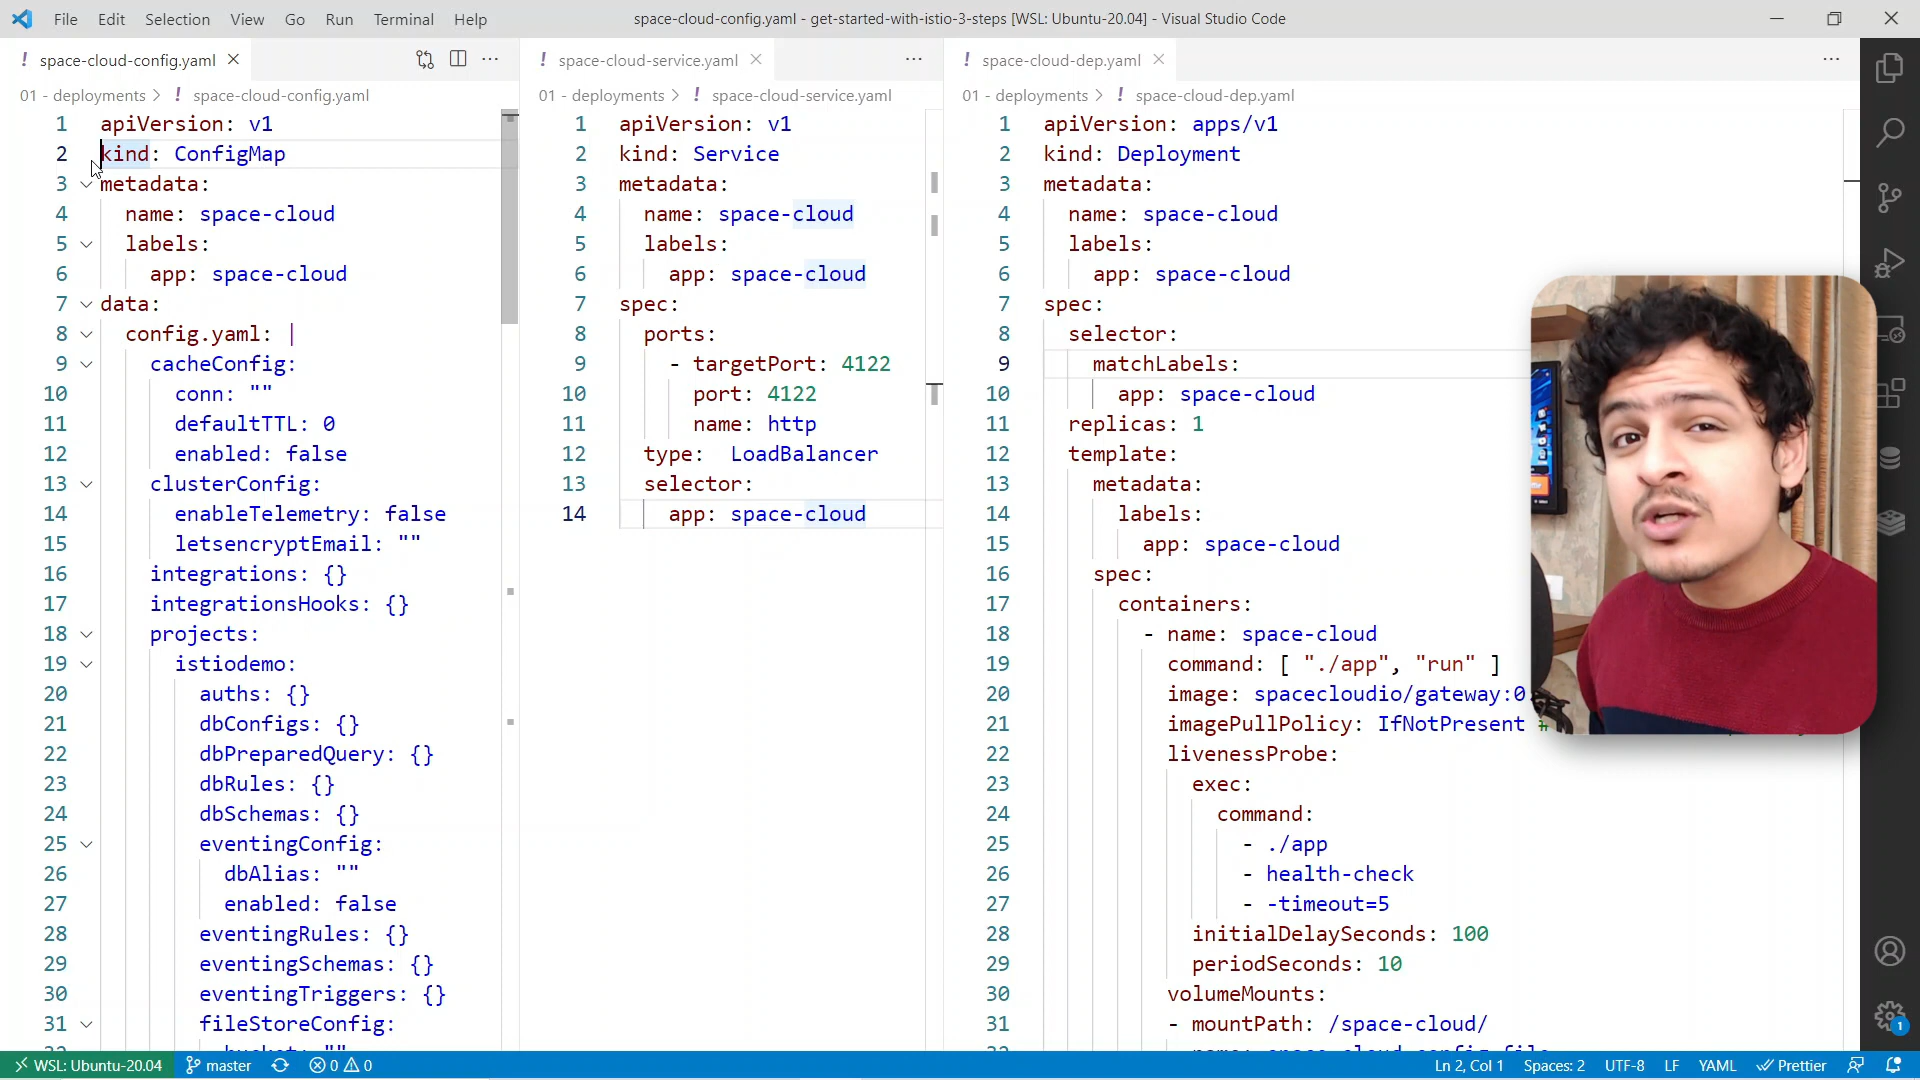 File Edit Selection View Go Run Terminal Help
space-cloud-config.yaml - get-started-with-istio-3-steps [WSL: Ubuntu-20.04] - Visual Studio Code
! space-cloud-config.yaml
01 - deployments > ! space-cloud-config.yaml
1 apiVersion: v1
2 kind: ConfigMap
3 metadata:
4 name: space-cloud
5 labels:
6 app: space-cloud
7 data:
8 config.yaml: |
9 cacheConfig:
10 conn: ""
11 defaultTTL: 0
12 enabled: false
13 clusterConfig:
14 enableTelemetry: false
15 letsencryptEmail: ""
16 integrations: {}
17 integrationsHooks: {}
18 projects:
19 istiodemo:
20 auths: {}
21 dbConfigs: {}
22 dbPreparedQuery: {}
23 dbRules: {}
24 dbSchemas: {}
25 eventingConfig:
26 dbAlias: ""
27 enabled: false
28 eventingRules: {}
29 eventingSchemas: {}
30 eventingTriggers: {}
31 fileStoreConfig:
! space-cloud-service.yaml
01 - deployments > ! space-cloud-service.yaml
1 apiVersion: v1
2 kind: Service
3 metadata:
4 name: space-cloud
5 labels:
6 app: space-cloud
7 spec:
8 ports:
9 - targetPort: 4122
10 port: 4122
11 name: http
12 type: LoadBalancer
13 selector:
14 app: space-cloud
! space-cloud-dep.yaml
01 - deployments > ! space-cloud-dep.yaml
1 apiVersion: apps/v1
2 kind: Deployment
3 metadata:
4 name: space-cloud
5 labels:
6 app: space-cloud
7 spec:
8 selector:
9 matchLabels:
10 app: space-cloud
11 replicas: 1
12 template:
13 metadata:
14 labels:
15 app: space-cloud
16 spec:
17 containers:
18 - name: space-cloud
19 command: [ "./app", "run" ]
20 image: spacecloudio/gateway:0
21 imagePullPolicy: IfNotPresent #
22 livenessProbe:
23 exec:
24 command:
25 - ./app
26 - health-check
27 - -timeout=5
28 initialDelaySeconds: 100
29 periodSeconds: 10
30 volumeMounts:
31 - mountPath: /space-cloud/
1
WSL: Ubuntu-20.04 master 0 0 Ln 2, Col 1 Spaces: 2 UTF-8 LF YAML Prettier